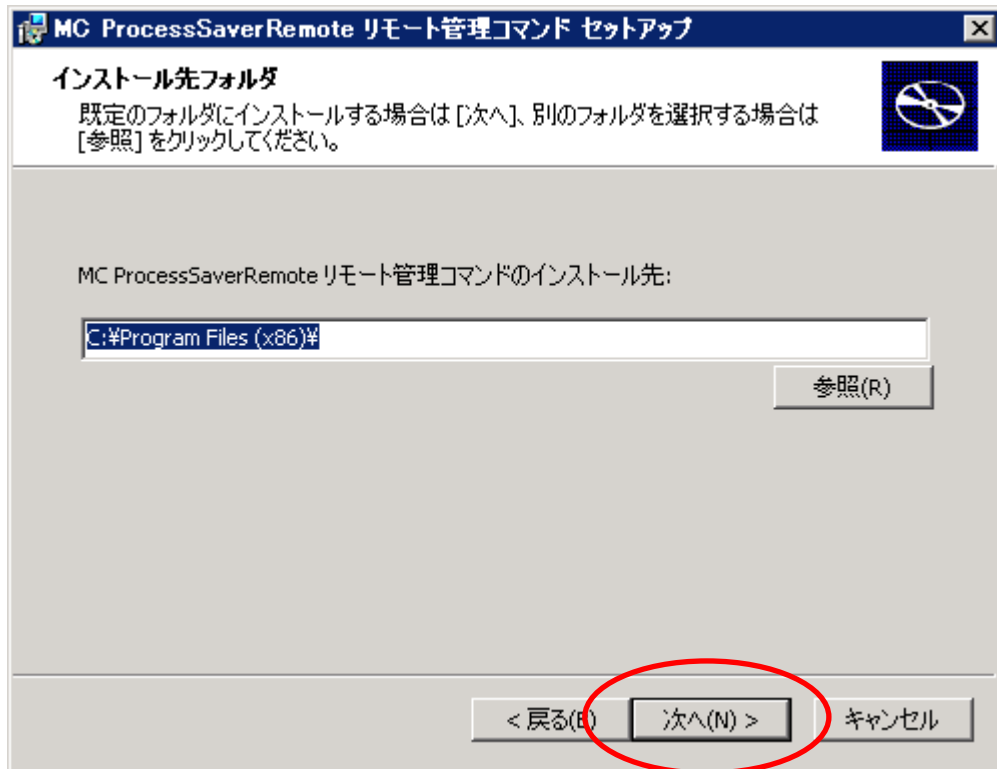 MC ProcessSaverRemote リモート管理コマンド セットアップ
インストール先フォルダ
既定のフォルダにインストールする場合は [次へ]、別のフォルダを選択する場合は
[参照] をクリックしてください。
MC ProcessSaverRemote リモート管理コマンドのインストール先:
C:¥Program Files (x86)¥
参照(R)
< 戻る(B) 次へ(N) > キャンセル